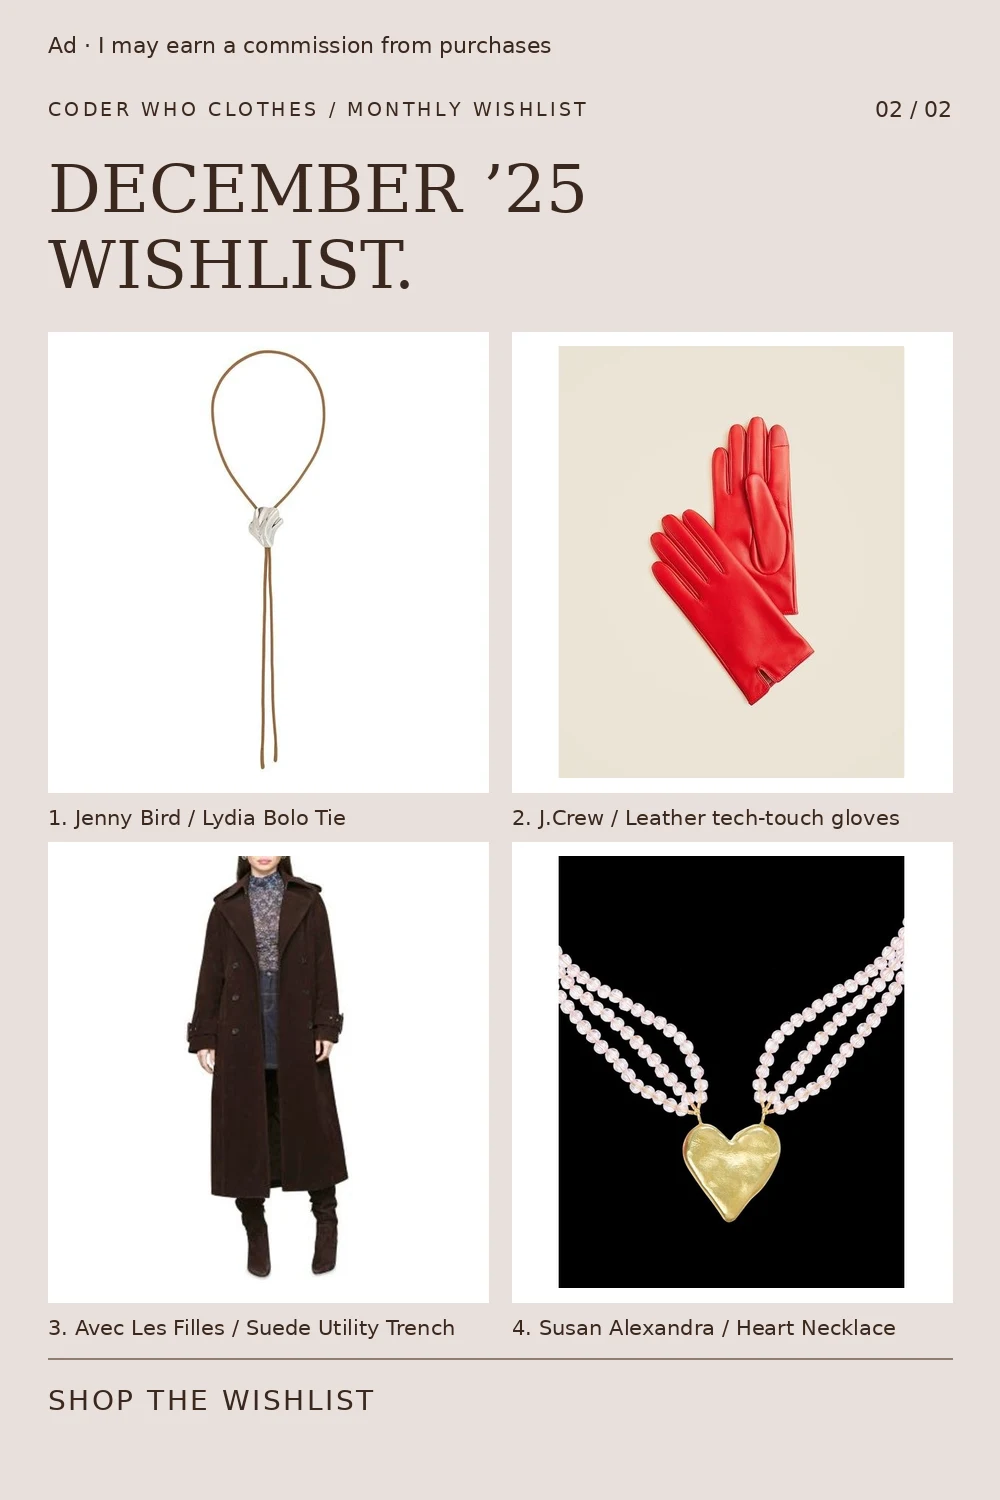 Ad · I may earn a commission from purchases
CODER WHO CLOTHES / MONTHLY WISHLIST
02 / 02
DECEMBER ’25
WISHLIST.
1. Jenny Bird / Lydia Bolo Tie
2. J.Crew / Leather tech-touch gloves
3. Avec Les Filles / Suede Utility Trench
4. Susan Alexandra / Heart Necklace
SHOP THE WISHLIST